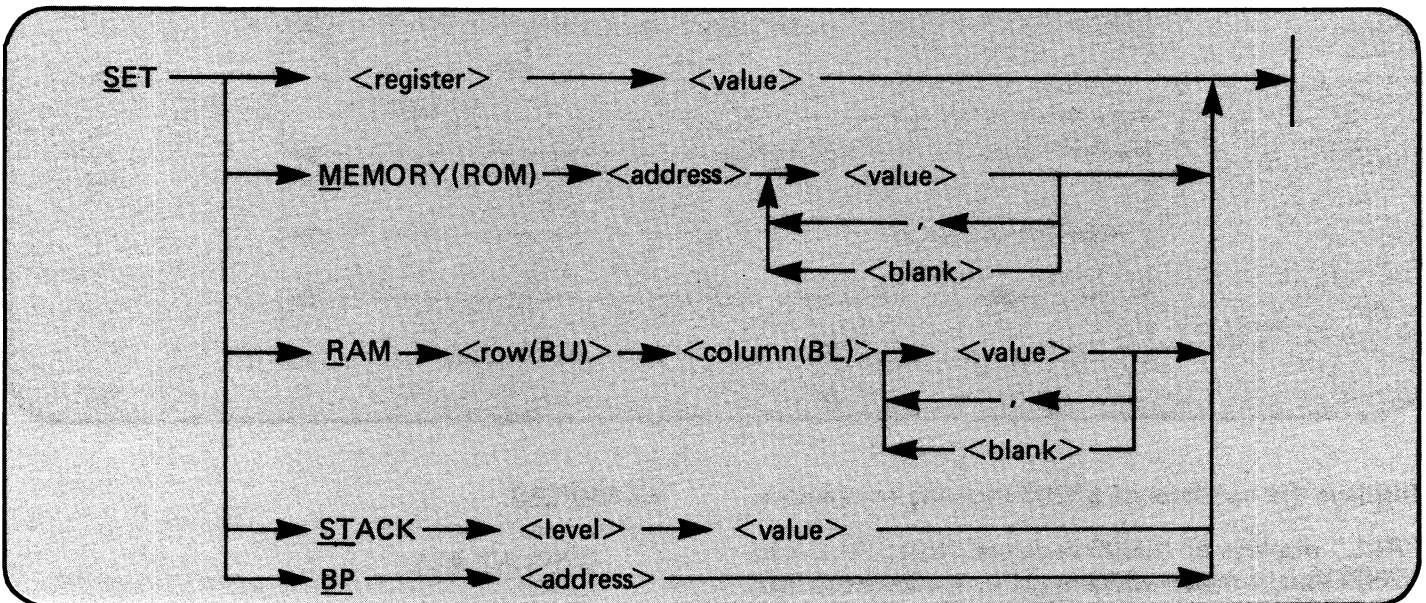 SET <register> <value>
MEMORY(ROM) <address> <value>
,
<blank>
RAM <row(BU)> <column(BL)> <value>
,
<blank>
STACK <level> <value>
BP <address>